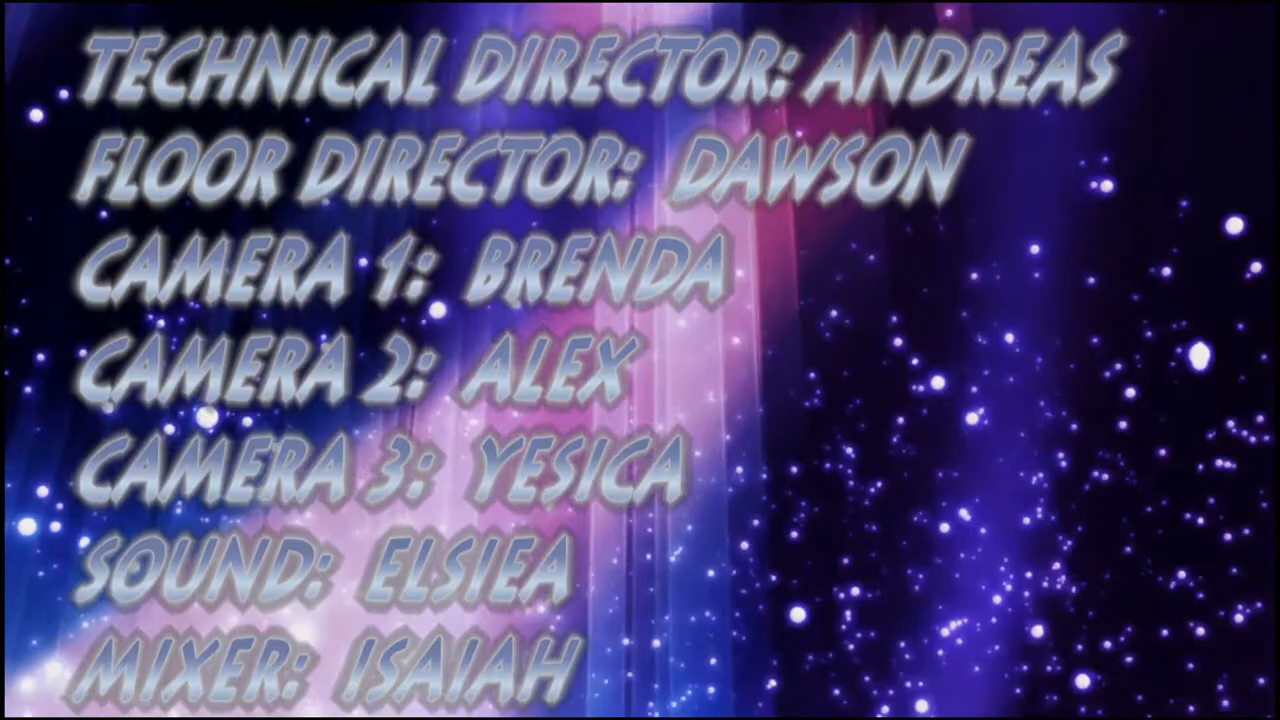 TECHNICAL DIRECTOR: ANDREAS
FLOOR DIRECTOR: DAWSON
CAMERA 1: BRENDA
CAMERA 2: ALEX
CAMERA 3: YESICA
SOUND: ELSIEA
MIXER: ISAIAH